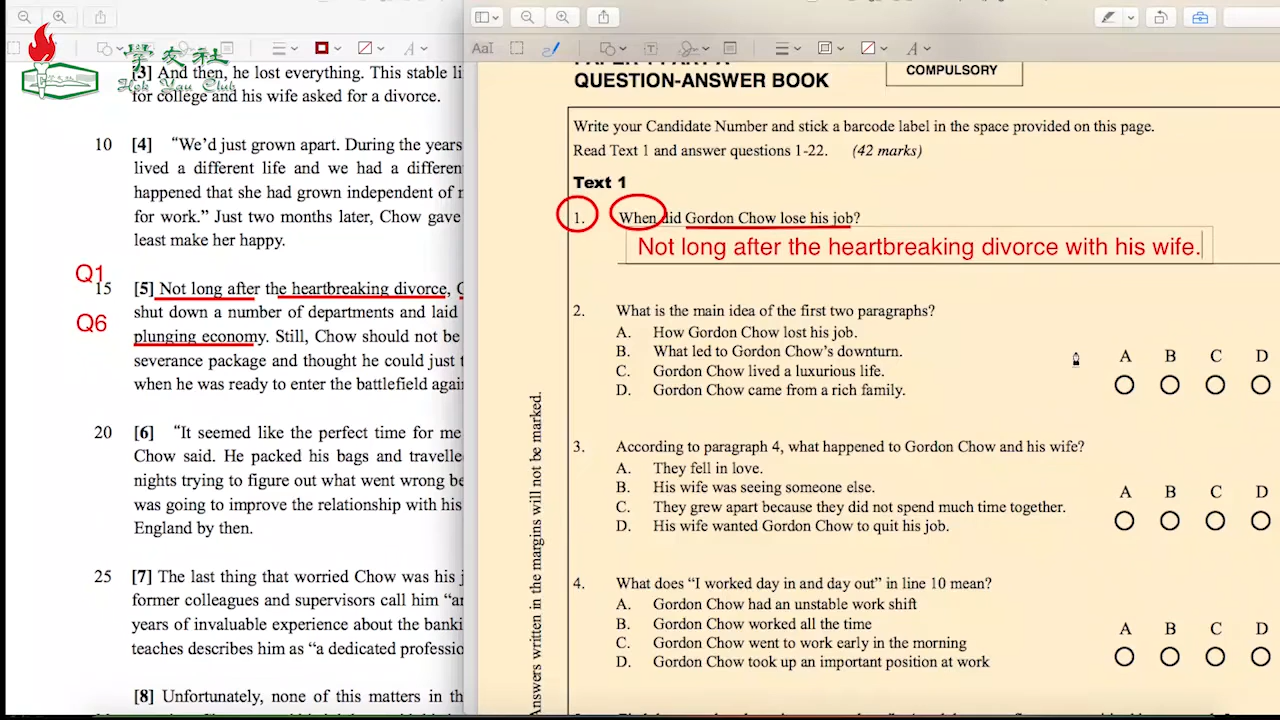 學友社
Hok Yau Club
[3] And then, he lost everything. This stable li
for college and his wife asked for a divorce.
10 [4] “We’d just grown apart. During the years
lived a different life and we had a differen
happened that she had grown independent of m
for work.” Just two months later, Chow gave
least make her happy.
Q1
15 [5] Not long after the heartbreaking divorce, C
shut down a number of departments and laid
Q6
plunging economy. Still, Chow should not be
severance package and thought he could just t
when he was ready to enter the battlefield again
20 [6] “It seemed like the perfect time for me
Chow said. He packed his bags and travelle
nights trying to figure out what went wrong be
was going to improve the relationship with his
England by then.
25 [7] The last thing that worried Chow was his j
former colleagues and supervisors call him “an
years of invaluable experience about the banki
teaches describes him as “a dedicated professio
[8] Unfortunately, none of this matters in th
QUESTION-ANSWER BOOK
COMPULSORY
Write your Candidate Number and stick a barcode label in the space provided on this page.
Read Text 1 and answer questions 1-22. (42 marks)
Text 1
1. When did Gordon Chow lose his job?
Not long after the heartbreaking divorce with his wife.
2. What is the main idea of the first two paragraphs?
A. How Gordon Chow lost his job.
B. What led to Gordon Chow’s downturn.
C. Gordon Chow lived a luxurious life.
D. Gordon Chow came from a rich family.
A B C D
3. According to paragraph 4, what happened to Gordon Chow and his wife?
A. They fell in love.
B. His wife was seeing someone else.
C. They grew apart because they did not spend much time together.
D. His wife wanted Gordon Chow to quit his job.
A B C D
4. What does “I worked day in and day out” in line 10 mean?
A. Gordon Chow had an unstable work shift
B. Gordon Chow worked all the time
C. Gordon Chow went to work early in the morning
D. Gordon Chow took up an important position at work
A B C D
Answers written in the margins will not be marked.